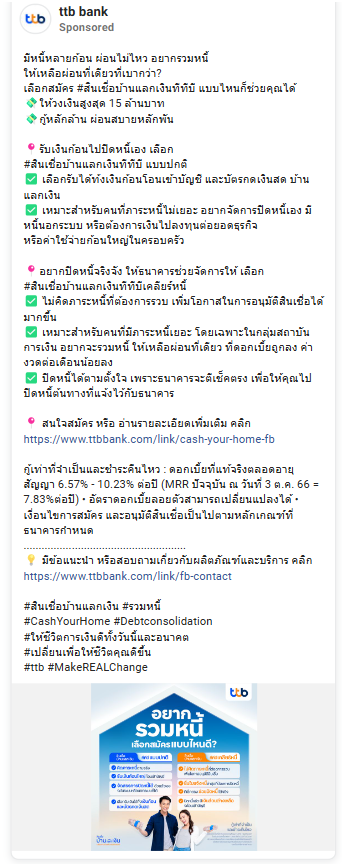 ttb bank
Sponsored
มีหนี้หลายก้อน ผ่อนไม่ไหว อยากรวมหนี้
ให้เหลือผ่อนที่เดียวที่เบากว่า?
เลือกสมัคร #สินเชื่อบ้านแลกเงินทีทีบี แบบไหนก็ช่วยคุณได้
💸 ให้วงเงินสูงสุด 15 ล้านบาท
💸 กู้หลักล้าน ผ่อนสบายหลักพัน
📍 รับเงินก้อนไปปิดหนี้เอง เลือก
#สินเชื่อบ้านแลกเงินทีทีบี แบบปกติ
✅ เลือกรับได้ทั้งเงินก้อนโอนเข้าบัญชี และบัตรกดเงินสด บ้าน
แลกเงิน
✅ เหมาะสำหรับคนที่ภาระหนี้ไม่เยอะ อยากจัดการปิดหนี้เอง มี
หนี้นอกระบบ หรือต้องการเงินไปลงทุนต่อยอดธุรกิจ
หรือค่าใช้จ่ายก้อนใหญ่ในครอบครัว
📍 อยากปิดหนี้จริงจัง ให้ธนาคารช่วยจัดการให้ เลือก
#สินเชื่อบ้านแลกเงินทีทีบีเคลียร์หนี้
✅ ไม่คิดภาระหนี้ที่ต้องการรวบ เพิ่มโอกาสในการอนุมัติสินเชื่อได้
มากขึ้น
✅ เหมาะสำหรับคนที่มีภาระหนี้เยอะ โดยเฉพาะในกลุ่มสถาบัน
การเงิน อยากจะรวมหนี้ ให้เหลือผ่อนที่เดียว ที่ดอกเบี้ยถูกลง ค่า
งวดต่อเดือนน้อยลง
✅ ปิดหนี้ได้ตามตั้งใจ เพราะธนาคารจะตีเช็คตรง เพื่อให้คุณไป
ปิดหนี้ต้นทางที่แจ้งไว้กับธนาคาร
📍 สนใจสมัคร หรือ อ่านรายละเอียดเพิ่มเติม คลิก
https://www.ttbbank.com/link/cash-your-home-fb
กู้เท่าที่จำเป็นและชำระคืนไหว : ดอกเบี้ยที่แท้จริงตลอดอายุ
สัญญา 6.57% - 10.23% ต่อปี (MRR ปัจจุบัน ณ วันที่ 3 ต.ค. 66 =
7.83%ต่อปี) • อัตราดอกเบี้ยลอยตัวสามารถเปลี่ยนแปลงได้ •
เงื่อนไขการสมัคร และอนุมัติสินเชื่อเป็นไปตามหลักเกณฑ์ที่
ธนาคารกำหนด
......................................................
💡 มีข้อแนะนำ หรือสอบถามเกี่ยวกับผลิตภัณฑ์และบริการ คลิก
https://www.ttbbank.com/link/fb-contact
#สินเชื่อบ้านแลกเงิน #รวมหนี้
#CashYourHome #Debtconsolidation
#ให้ชีวิตการเงินดีทั้งวันนี้และอนาคต
#เปลี่ยนเพื่อให้ชีวิตคุณดีขึ้น
#ttb #MakeREALChange
ttb
อยาก
รวมหนี้
เลือกสมัครแบบไหนดี?